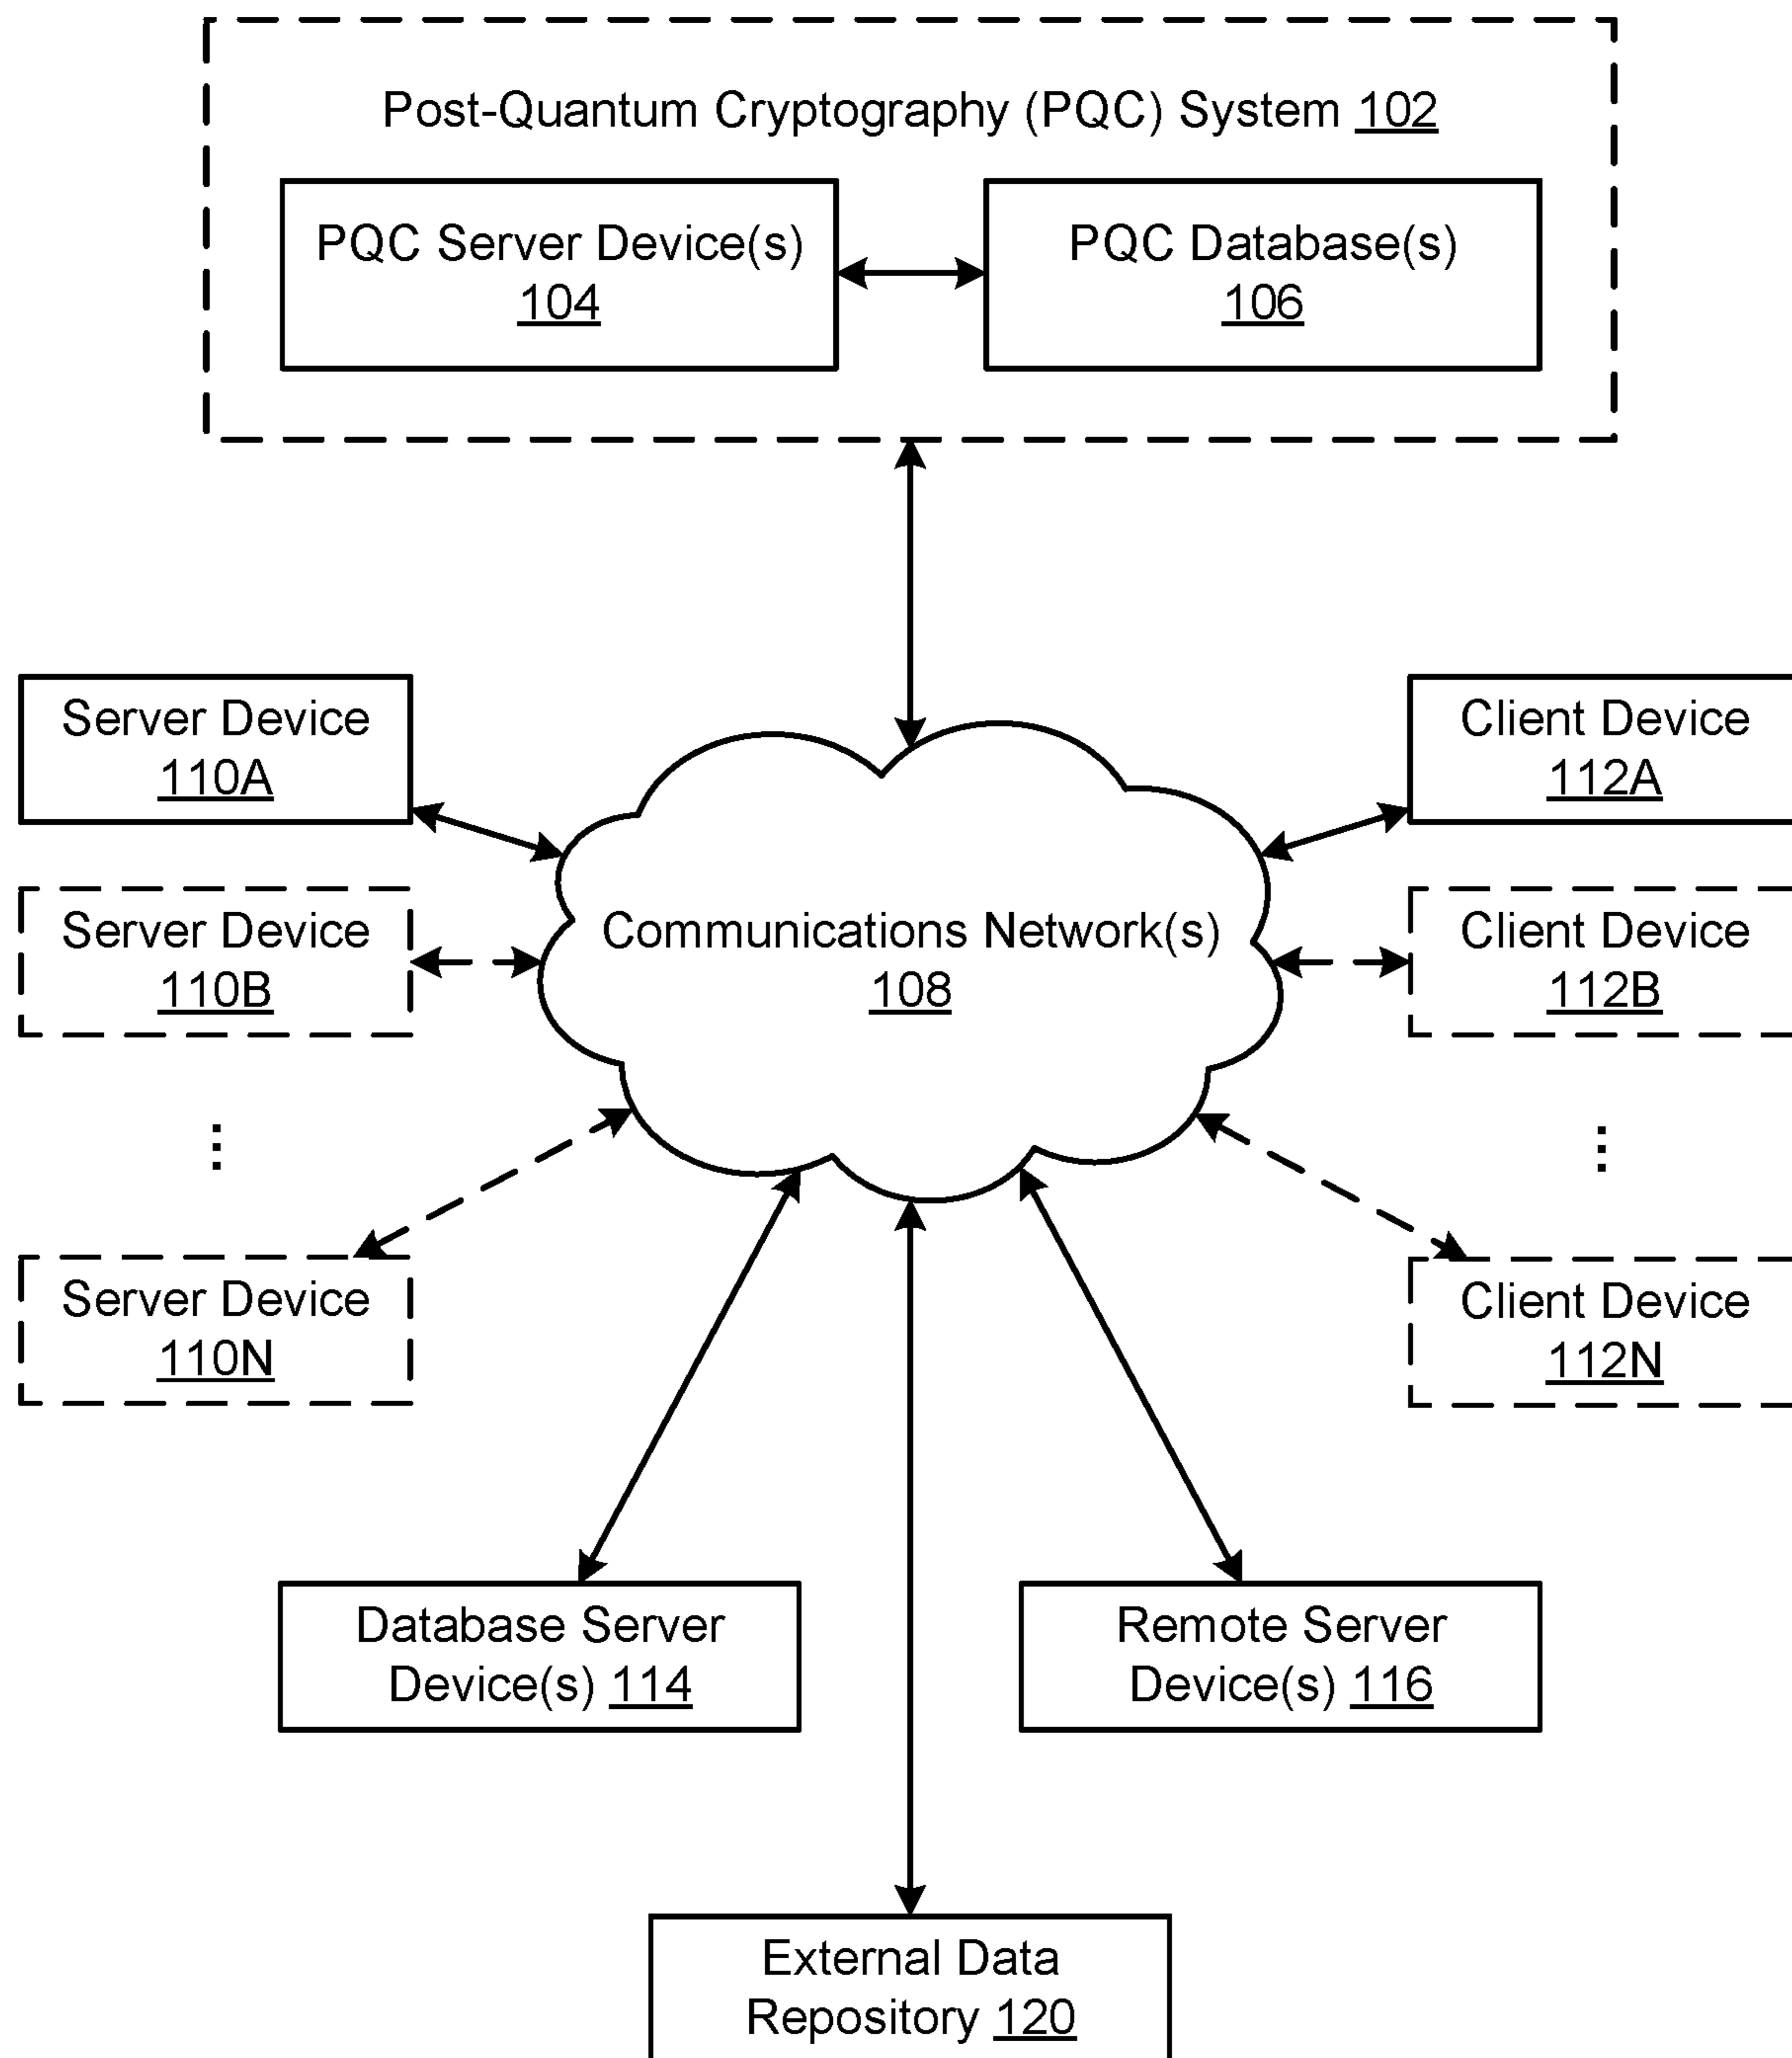 Post-Quantum Cryptography (PQC) System 102
PQC Server Device(s)
104
PQC Database(s)
106
Server Device
110A
Client Device
112A
Server Device
110B
Communications Network(s)
108
Client Device
112B
⋮
⋮
Server Device
110N
Client Device
112N
Database Server
Device(s) 114
Remote Server
Device(s) 116
External Data
Repository 120